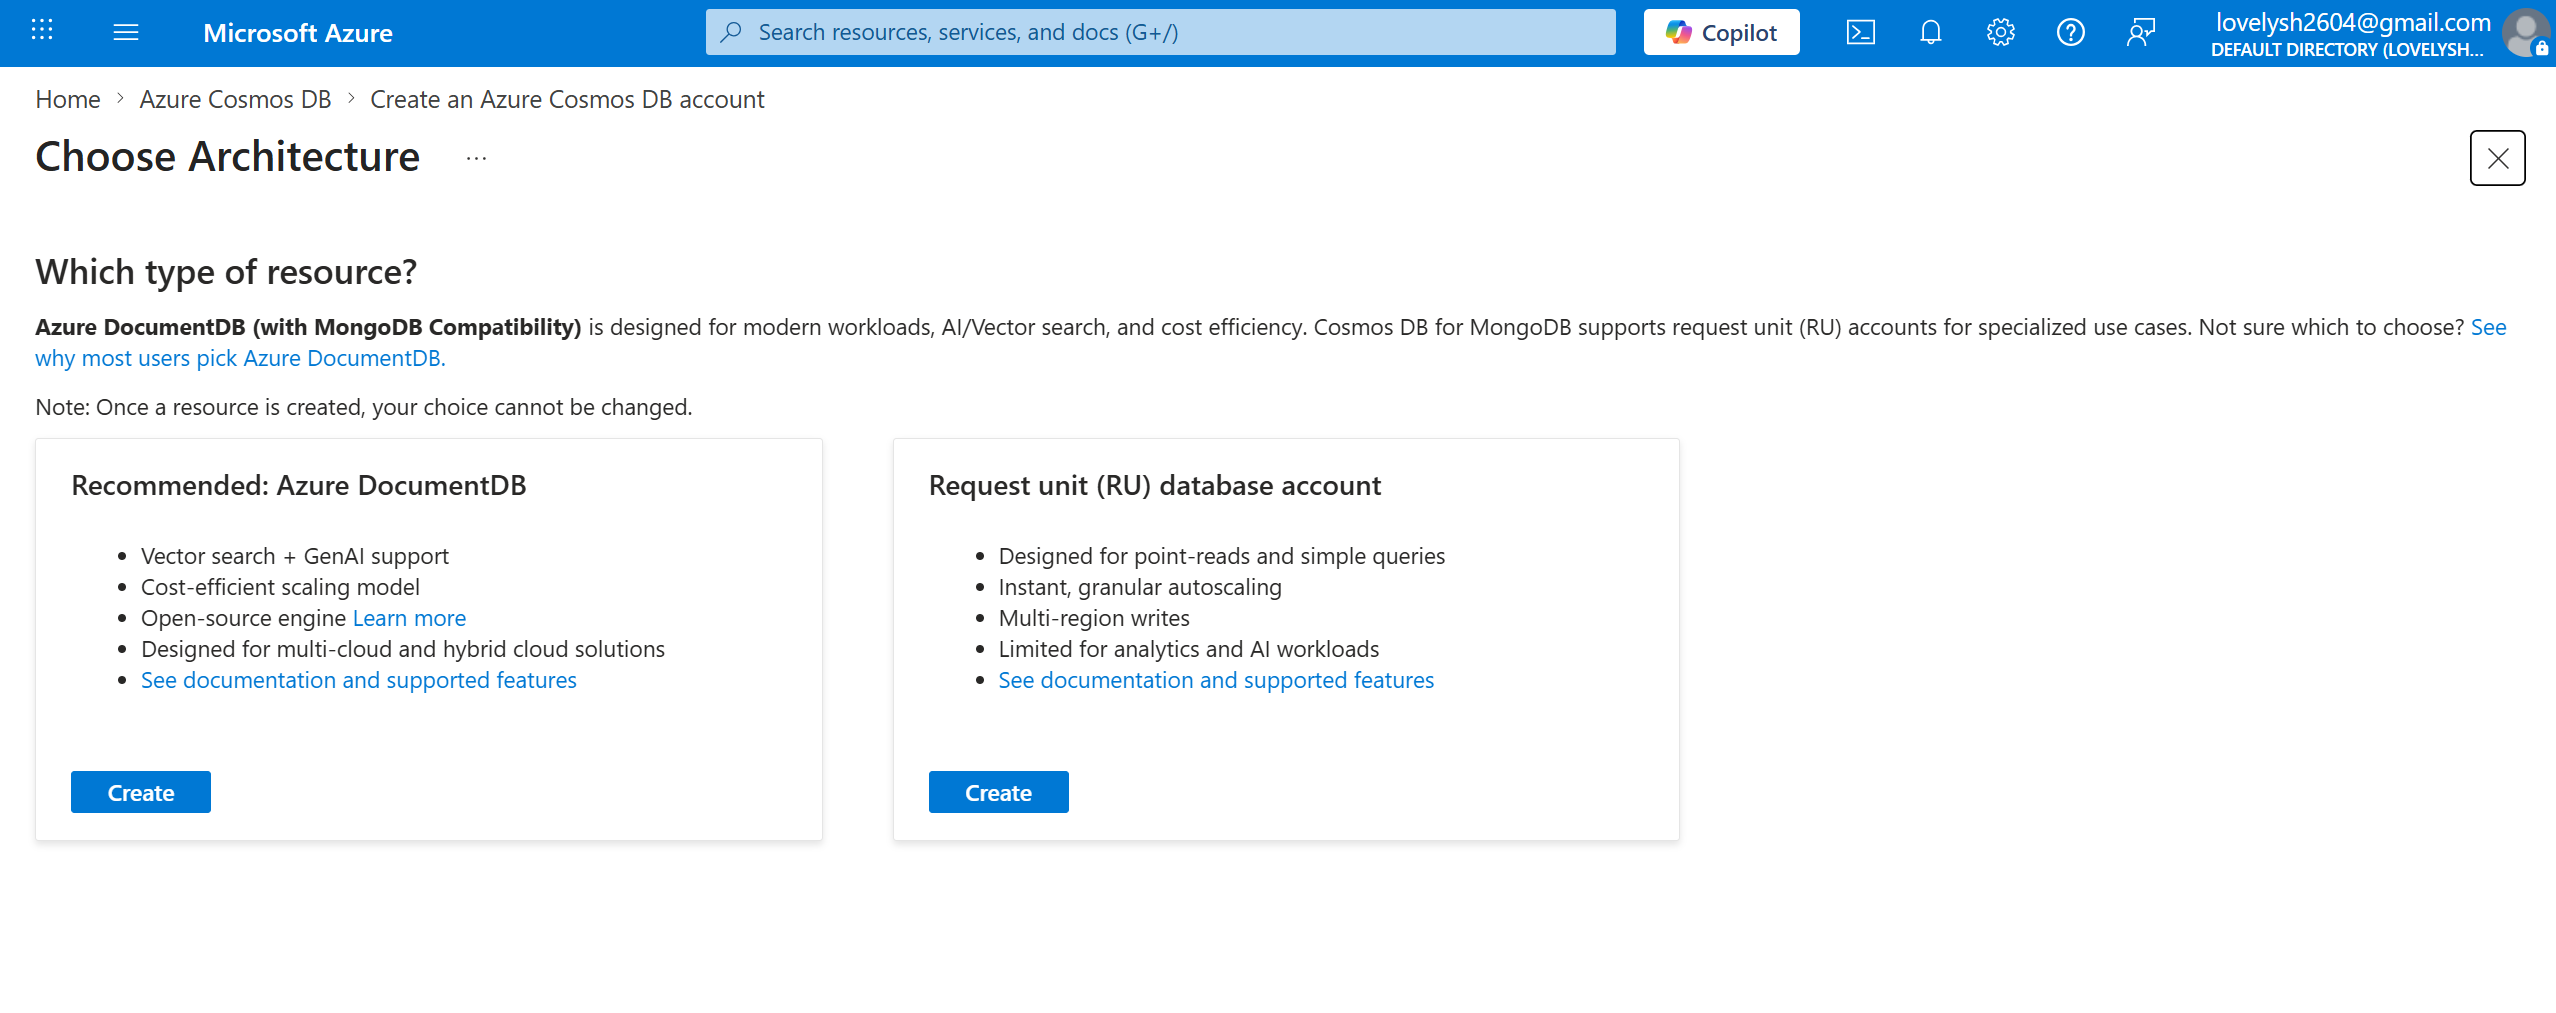 Microsoft Azure
Search resources, services, and docs (G+/)
Copilot
lovelysh2604@gmail.com
DEFAULT DIRECTORY (LOVELYSH...
Home > Azure Cosmos DB > Create an Azure Cosmos DB account
Choose Architecture ...
Which type of resource?
Azure DocumentDB (with MongoDB Compatibility) is designed for modern workloads, AI/Vector search, and cost efficiency. Cosmos DB for MongoDB supports request unit (RU) accounts for specialized use cases. Not sure which to choose? See
why most users pick Azure DocumentDB.
Note: Once a resource is created, your choice cannot be changed.
Recommended: Azure DocumentDB
• Vector search + GenAI support
• Cost-efficient scaling model
• Open-source engine Learn more
• Designed for multi-cloud and hybrid cloud solutions
• See documentation and supported features
Create
Request unit (RU) database account
• Designed for point-reads and simple queries
• Instant, granular autoscaling
• Multi-region writes
• Limited for analytics and AI workloads
• See documentation and supported features
Create